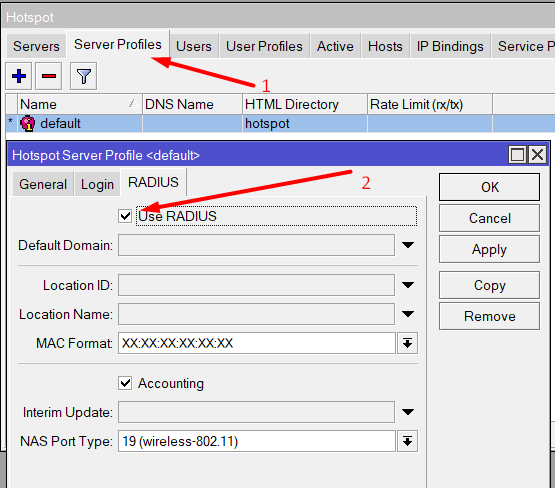 Hotspot
Servers Server Profiles Users User Profiles Active Hosts IP Bindings Service P
1
Name DNS Name HTML Directory Rate Limit (rx/tx)
* default hotspot
Hotspot Server Profile <default>
General Login RADIUS
2
OK
Use RADIUS
Cancel
Default Domain:
Apply
Location ID:
Copy
Location Name:
Remove
MAC Format: XX:XX:XX:XX:XX:XX
Accounting
Interim Update:
NAS Port Type: 19 (wireless-802.11)